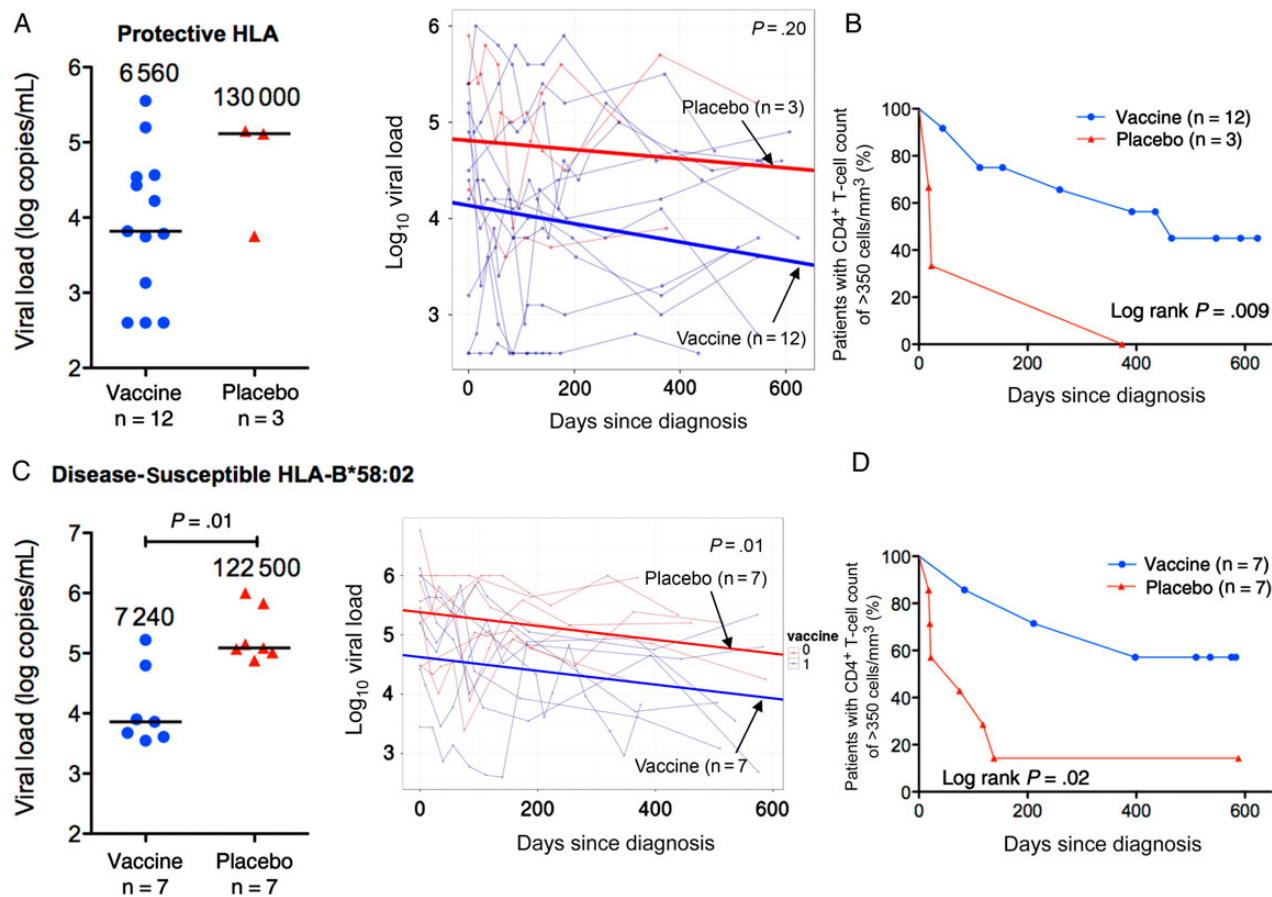 A
Protective HLA
Viral load (log copies/mL)
6
5
4
3
2
6 560
130 000
Vaccine
n = 12
Placebo
n = 3
Log10 viral load
6
5
4
3
P = .20
Placebo (n = 3)
Vaccine (n = 12)
0
200
400
600
Days since diagnosis
B
Patients with CD4+ T-cell count
of >350 cells/mm3 (%)
100
80
60
40
20
0
Vaccine (n = 12)
Placebo (n = 3)
Log rank P = .009
0
200
400
600
Days since diagnosis
C
Disease-Susceptible HLA-B*58:02
Viral load (log copies/mL)
7
6
5
4
3
2
P = .01
7 240
122 500
Vaccine
n = 7
Placebo
n = 7
Log10 viral load
6
5
4
3
P = .01
Placebo (n = 7)
Vaccine (n = 7
vaccine
0
1
0
200
400
600
Days since diagnosis
D
Patients with CD4+ T-cell count
of >350 cells/mm3 (%)
100
80
60
40
20
0
Vaccine (n = 7)
Placebo (n = 7)
Log rank P = .02
0
200
400
600
Days since diagnosis